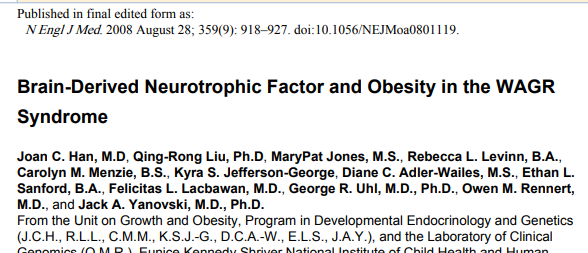 Published in final edited form as:
N Engl J Med. 2008 August 28; 359(9): 918–927. doi:10.1056/NEJMoa0801119.
Brain-Derived Neurotrophic Factor and Obesity in the WAGR
Syndrome
Joan C. Han, M.D, Qing-Rong Liu, Ph.D, MaryPat Jones, M.S., Rebecca L. Levinn, B.A.,
Carolyn M. Menzie, B.S., Kyra S. Jefferson-George, Diane C. Adler-Wailes, M.S., Ethan L.
Sanford, B.A., Felicitas L. Lacbawan, M.D., George R. Uhl, M.D., Ph.D., Owen M. Rennert,
M.D., and Jack A. Yanovski, M.D., Ph.D.
From the Unit on Growth and Obesity, Program in Developmental Endocrinology and Genetics
(J.C.H., R.L.L., C.M.M., K.S.J.-G., D.C.A.-W., E.L.S., J.A.Y.), and the Laboratory of Clinical
Genomics (O.M.R.), Eunice Kennedy Shriver National Institute of Child Health and Human